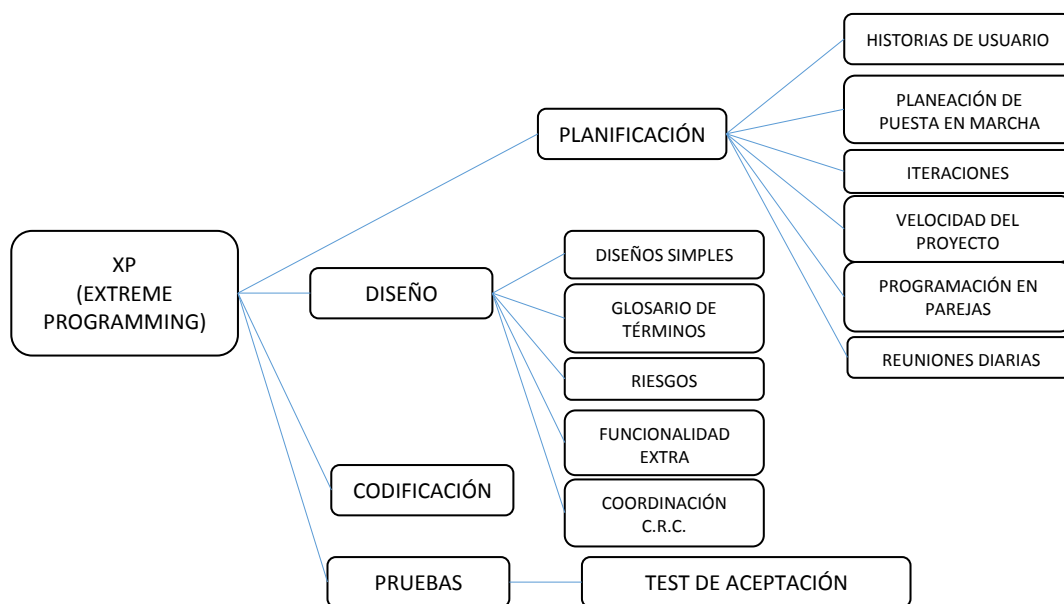 XP
(EXTREME
PROGRAMMING)
PLANIFICACIÓN
HISTORIAS DE USUARIO
PLANEACIÓN DE
PUESTA EN MARCHA
ITERACIONES
VELOCIDAD DEL
PROYECTO
PROGRAMACIÓN EN
PAREJAS
REUNIONES DIARIAS
DISEÑO
DISEÑOS SIMPLES
GLOSARIO DE
TÉRMINOS
RIESGOS
FUNCIONALIDAD
EXTRA
COORDINACIÓN
C.R.C.
CODIFICACIÓN
PRUEBAS
TEST DE ACEPTACIÓN